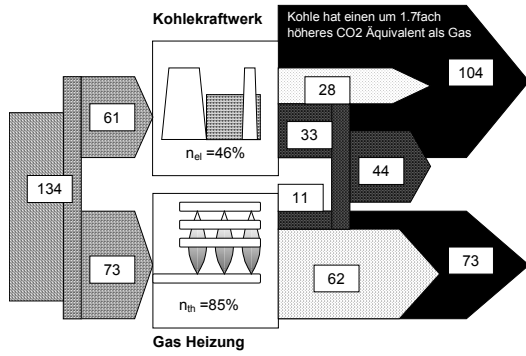 Kohlekraftwerk
Kohle hat einen um 1.7fach
höheres CO2 Äquivalent als Gas
104
28
61
33
n_el =46%
44
134
11
73
62
73
n_th =85%
Gas Heizung